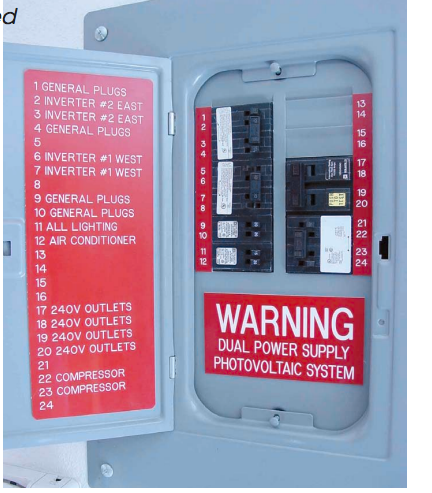 ed
1 GENERAL PLUGS
2 INVERTER #2 EAST
3 INVERTER #2 EAST
4 GENERAL PLUGS
5
6 INVERTER #1 WEST
7 INVERTER #1 WEST
8
9 GENERAL PLUGS
10 GENERAL PLUGS
11 ALL LIGHTING
12 AIR CONDITIONER
13
14
15
16
17 240V OUTLETS
18 240V OUTLETS
19 240V OUTLETS
20 240V OUTLETS
21
22 COMPRESSOR
23 COMPRESSOR
24
1
2
3
4
5
6
7
8
9
10
11
12
13
14
15
16
17
18
19
20
21
22
23
24
WARNING
DUAL POWER SUPPLY
PHOTOVOLTAIC SYSTEM